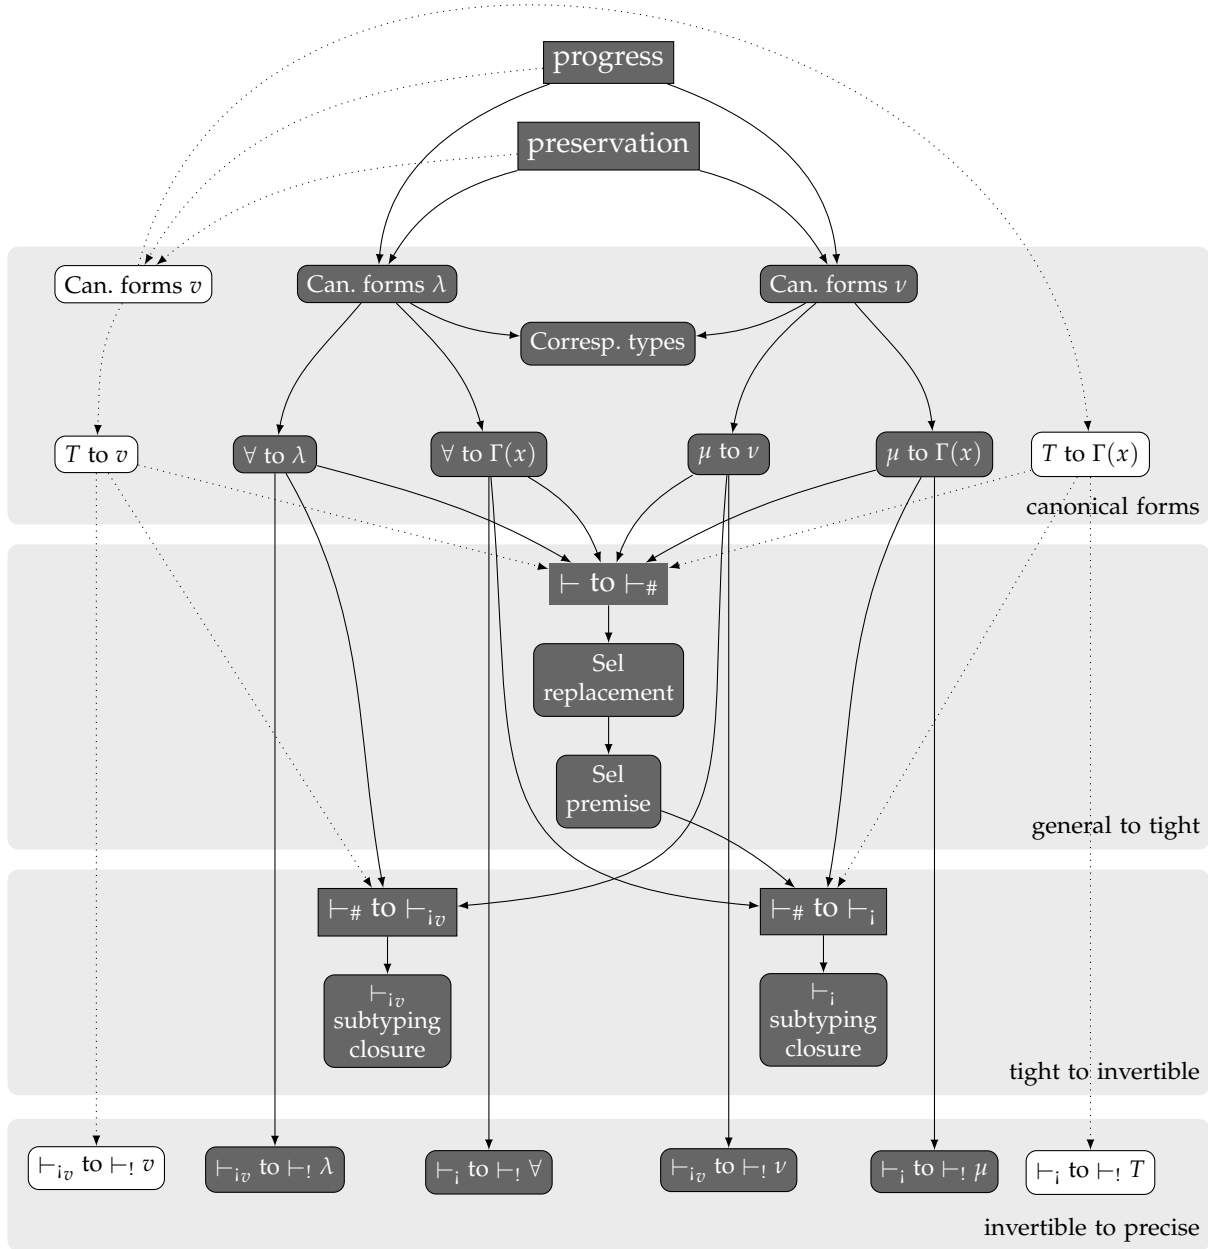 progress
preservation
Can. forms v
Can. forms λ
Can. forms ν
Corresp. types
T to v
∀ to λ
∀ to Γ(x)
μ to ν
μ to Γ(x)
T to Γ(x)
canonical forms
⊢ to ⊢#
Sel
replacement
Sel
premise
general to tight
⊢# to ⊢¡v
⊢# to ⊢¡
⊢¡v
subtyping
closure
⊢¡
subtyping
closure
tight to invertible
⊢¡v to ⊢! v
⊢¡v to ⊢! λ
⊢¡ to ⊢! ∀
⊢¡v to ⊢! ν
⊢¡ to ⊢! μ
⊢¡ to ⊢! T
invertible to precise